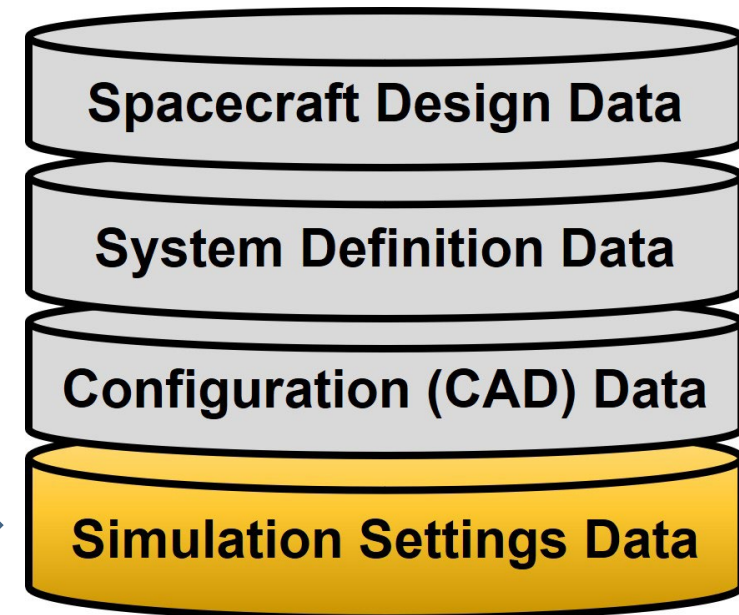 Spacecraft Design Data
System Definition Data
Configuration (CAD) Data
Simulation Settings Data